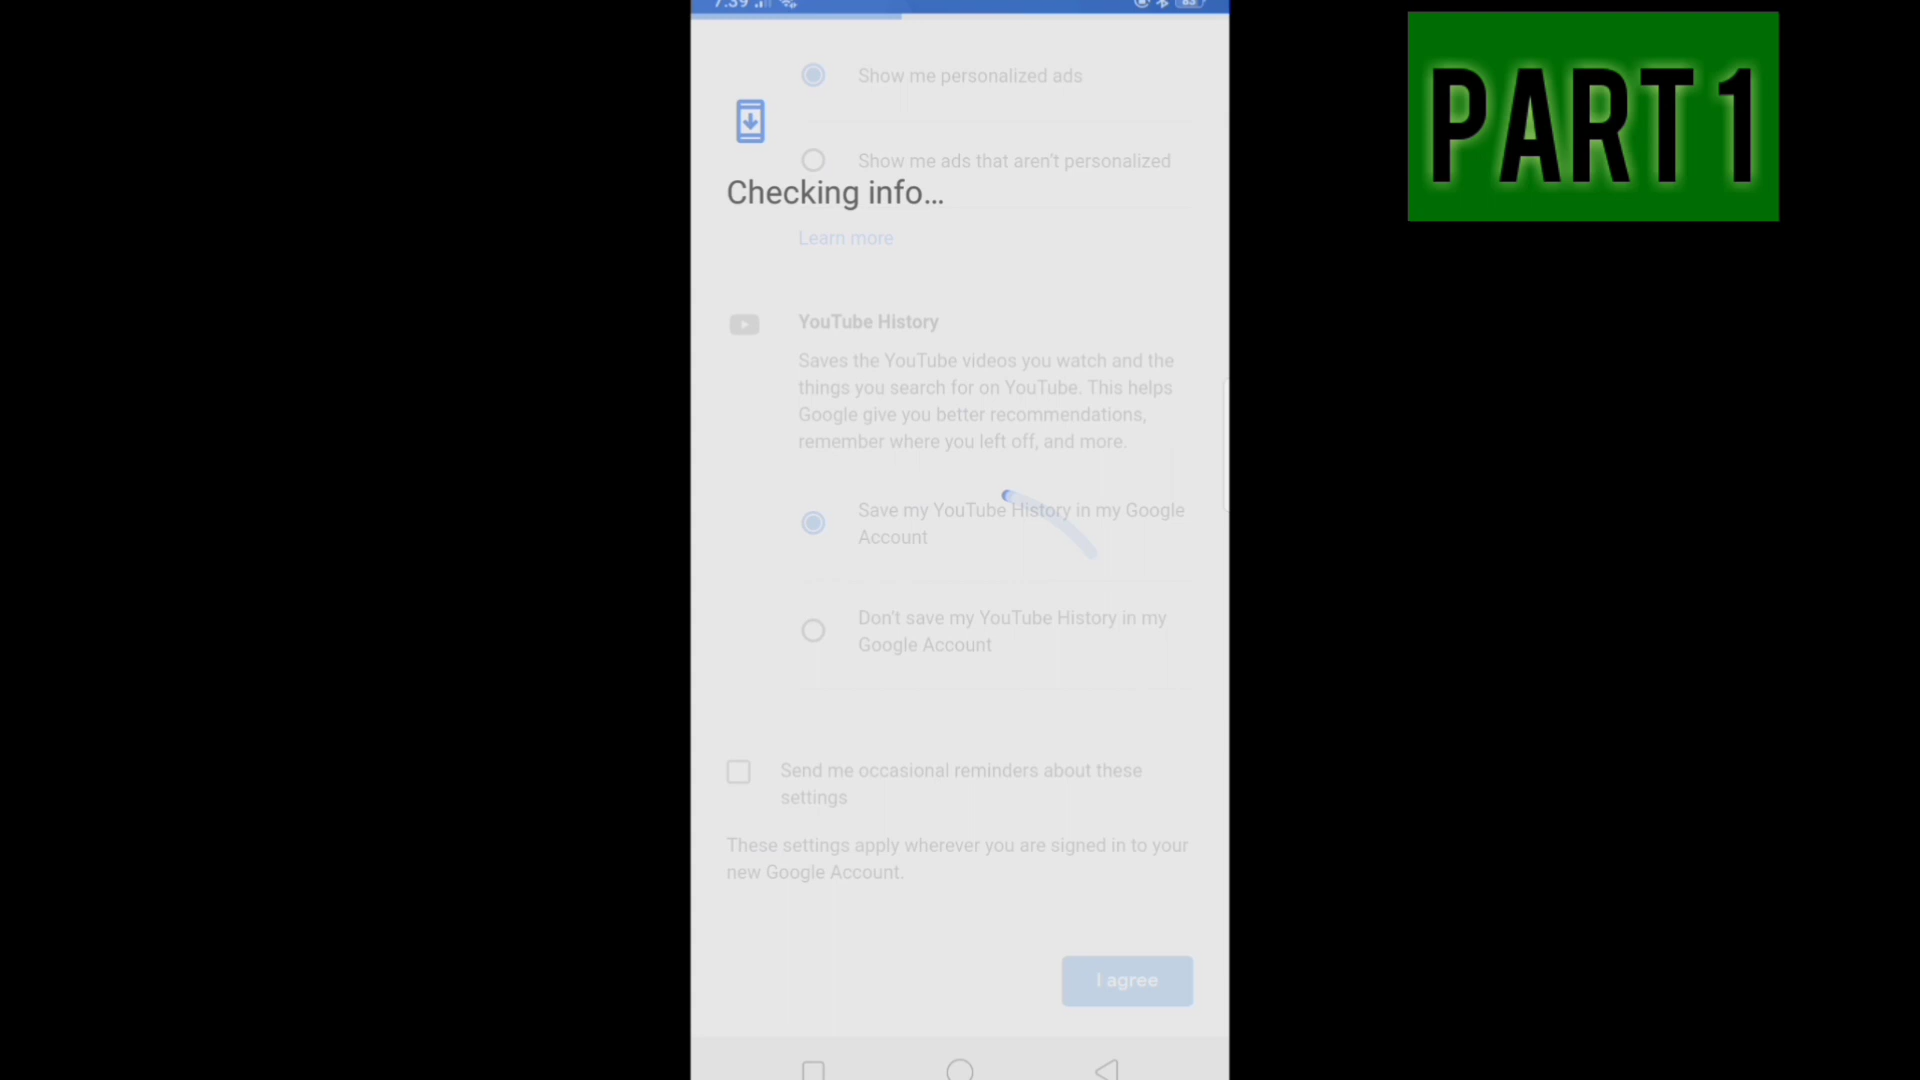 7:39
83
PART 1
Show me personalized ads
Show me ads that aren't personalized
Checking info...
Learn more
YouTube History
Saves the YouTube videos you watch and the
things you search for on YouTube. This helps
Google give you better recommendations,
remember where you left off, and more.
Save my YouTube History in my Google
Account
Don't save my YouTube History in my
Google Account
Send me occasional reminders about these
settings
These settings apply wherever you are signed in to your
new Google Account.
I agree